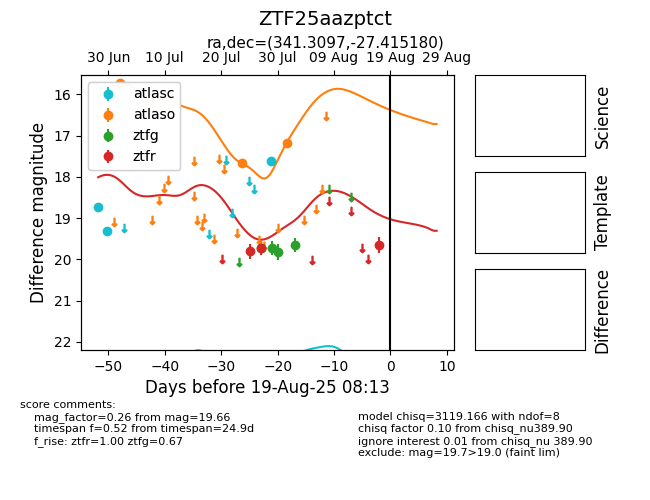 ZTF25aazptct
ra,dec=(341.3097,-27.415180)
30 Jun 10 Jul 20 Jul 30 Jul 09 Aug 19 Aug 29 Aug
atlasc
atlaso
ztfg
ztfr
16
17
18
19
20
21
22
Difference magnitude
−50 −40 −30 −20 −10 0 10
Days before 19-Aug-25 08:13
Science
Template
Difference
score comments:
mag_factor=0.26 from mag=19.66
timespan f=0.52 from timespan=24.9d
f_rise: ztfr=1.00 ztfg=0.67
model chisq=3119.166 with ndof=8
chisq factor 0.10 from chisq_nu389.90
ignore interest 0.01 from chisq_nu 389.90
exclude: mag=19.7>19.0 (faint lim)